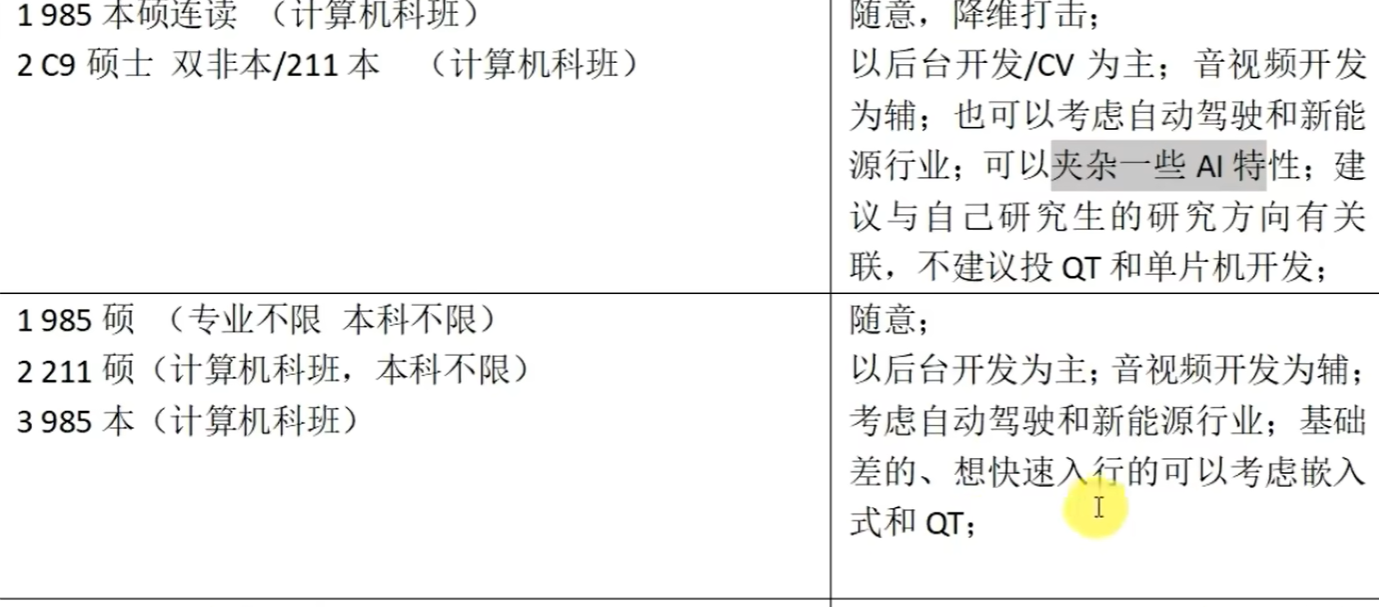 1 985 本硕连读 （计算机科班）
2 C9 硕士 双非本/211 本 （计算机科班）
随意，降维打击；
以后台开发/CV 为主；音视频开发
为辅；也可以考虑自动驾驶和新能
源行业；可以夹杂一些 AI 特性；建
议与自己研究生的研究方向有关
联，不建议投 QT 和单片机开发；
1 985 硕 （专业不限 本科不限）
2 211 硕（计算机科班，本科不限）
3 985 本（计算机科班）
随意；
以后台开发为主；音视频开发为辅；
考虑自动驾驶和新能源行业；基础
差的、想快速入行的可以考虑嵌入
式和 QT；